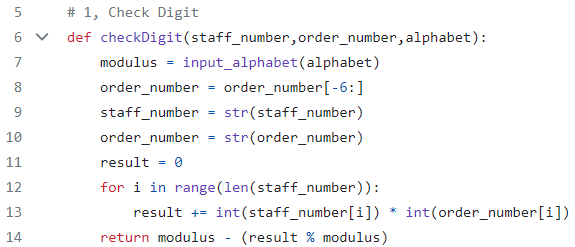 5 # 1, Check Digit
6 def checkDigit(staff_number,order_number,alphabet):
7 modulus = input_alphabet(alphabet)
8 order_number = order_number[-6:]
9 staff_number = str(staff_number)
10 order_number = str(order_number)
11 result = 0
12 for i in range(len(staff_number)):
13 result += int(staff_number[i]) * int(order_number[i])
14 return modulus - (result % modulus)